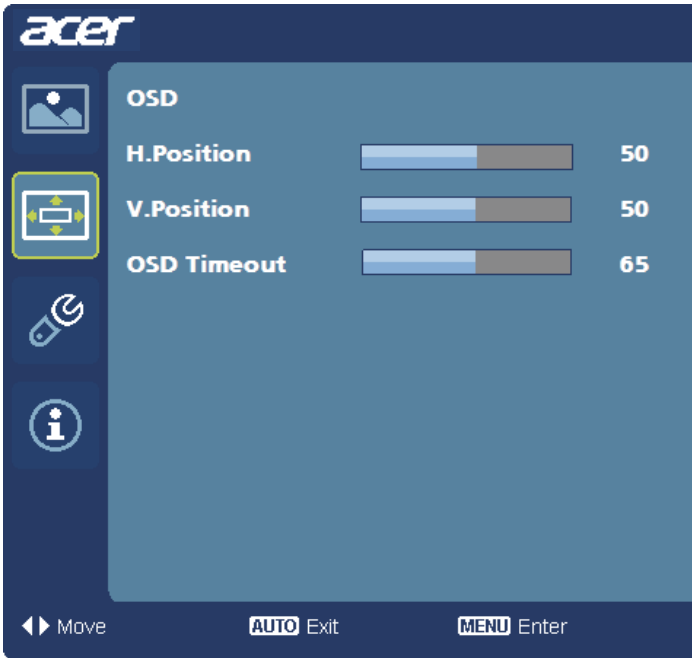 acer
OSD
H.Position 50
V.Position 50
OSD Timeout 65
Move AUTO Exit MENU Enter